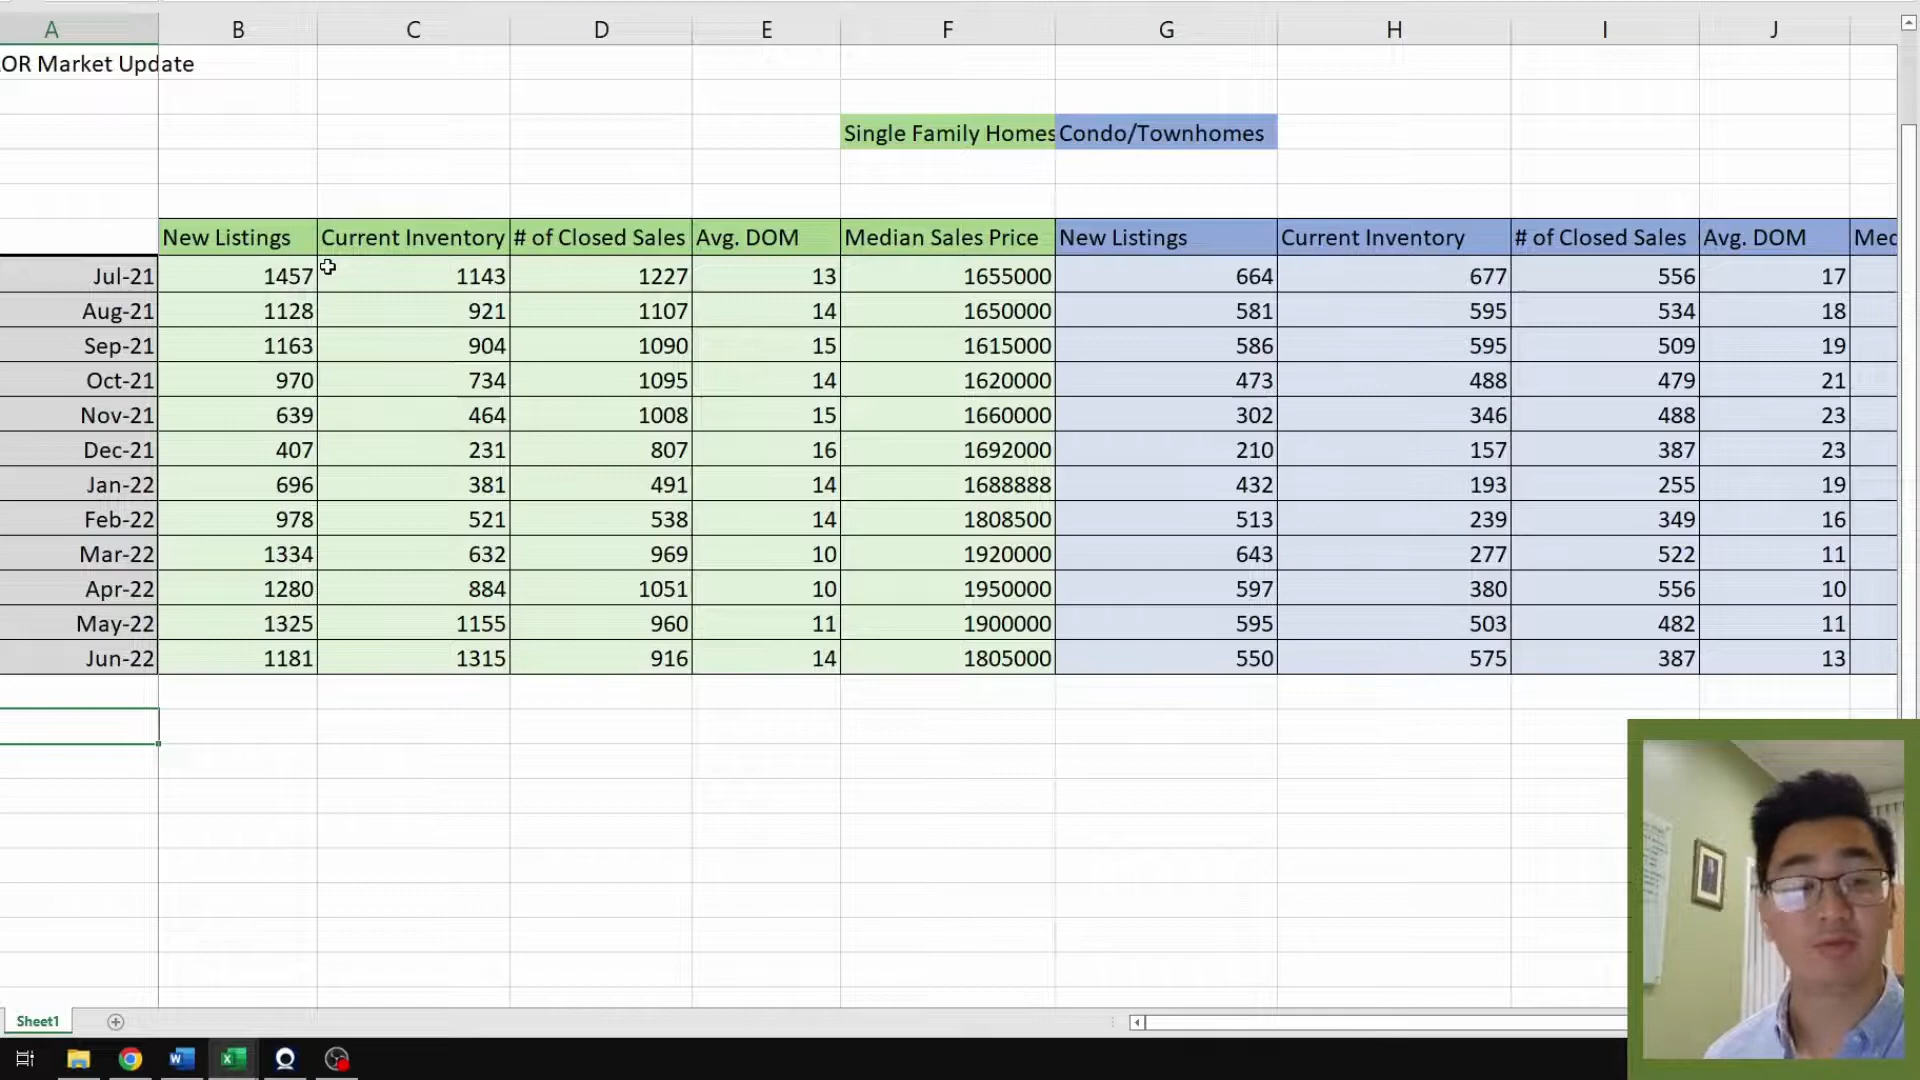 A B C D E F G H I J
OR Market Update
Single Family Homes Condo/Townhomes
New Listings Current Inventory # of Closed Sales Avg. DOM Median Sales Price New Listings Current Inventory # of Closed Sales Avg. DOM Med
Jul-21 1457 1143 1227 13 1655000 664 677 556 17
Aug-21 1128 921 1107 14 1650000 581 595 534 18
Sep-21 1163 904 1090 15 1615000 586 595 509 19
Oct-21 970 734 1095 14 1620000 473 488 479 21
Nov-21 639 464 1008 15 1660000 302 346 488 23
Dec-21 407 231 807 16 1692000 210 157 387 23
Jan-22 696 381 491 14 1688888 432 193 255 19
Feb-22 978 521 538 14 1808500 513 239 349 16
Mar-22 1334 632 969 10 1920000 643 277 522 11
Apr-22 1280 884 1051 10 1950000 597 380 556 10
May-22 1325 1155 960 11 1900000 595 503 482 11
Jun-22 1181 1315 916 14 1805000 550 575 387 13
Sheet1